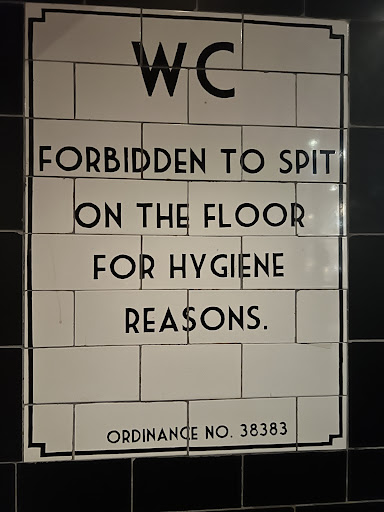 WC
FORBIDDEN TO SPIT
ON THE FLOOR
FOR HYGIENE
REASONS.
ORDINANCE NO. 38383